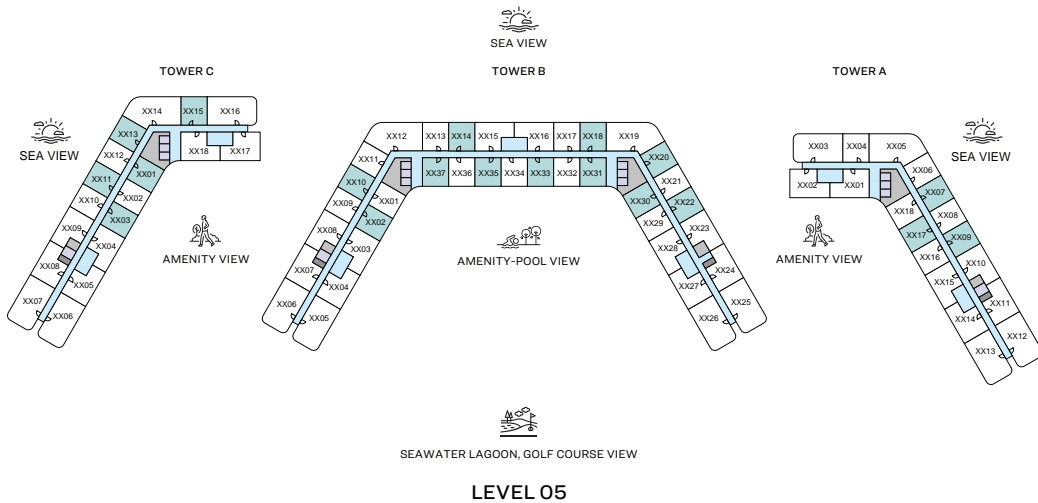 SEA VIEW
TOWER C
TOWER B
TOWER A
XX14
XX15
XX16
XX13
XX12
XX11
XX10
XX09
XX08
XX07
XX06
XX05
XX04
XX03
XX02
XX01
XX18
XX17
SEA VIEW
AMENITY VIEW
XX12
XX13
XX14
XX15
XX16
XX17
XX18
XX19
XX11
XX10
XX09
XX08
XX07
XX06
XX05
XX04
XX03
XX02
XX01
XX37
XX36
XX35
XX34
XX33
XX32
XX31
XX30
XX29
XX28
XX27
XX26
XX25
XX24
XX23
XX22
XX21
XX20
AMENITY-POOL VIEW
XX03
XX04
XX05
XX02
XX01
XX06
XX07
XX08
XX09
XX10
XX11
XX12
XX13
XX14
XX15
XX16
XX17
XX18
SEA VIEW
AMENITY VIEW
SEAWATER LAGOON, GOLF COURSE VIEW
LEVEL 05